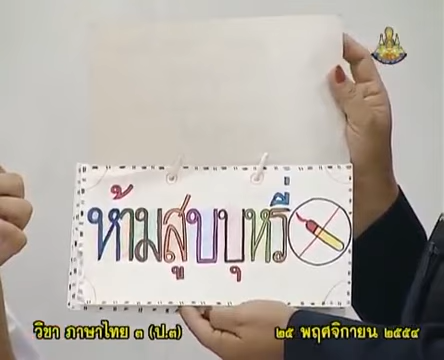 ห้ามสูบบุหรี่
วิชา ภาษาไทย ๓ (ป.๓)
๒๕ พฤศจิกายน ๒๕๕๔